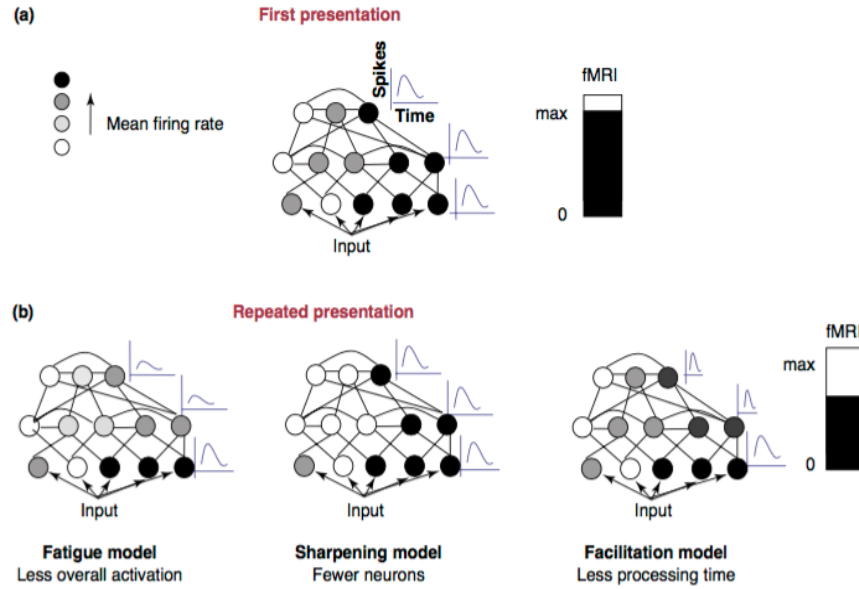 (a)
First presentation
Mean firing rate
Spikes
Time
fMRI
max
0
Input
(b)
Repeated presentation
fMRI
max
0
Input
Input
Input
Fatigue model
Less overall activation
Sharpening model
Fewer neurons
Facilitation model
Less processing time